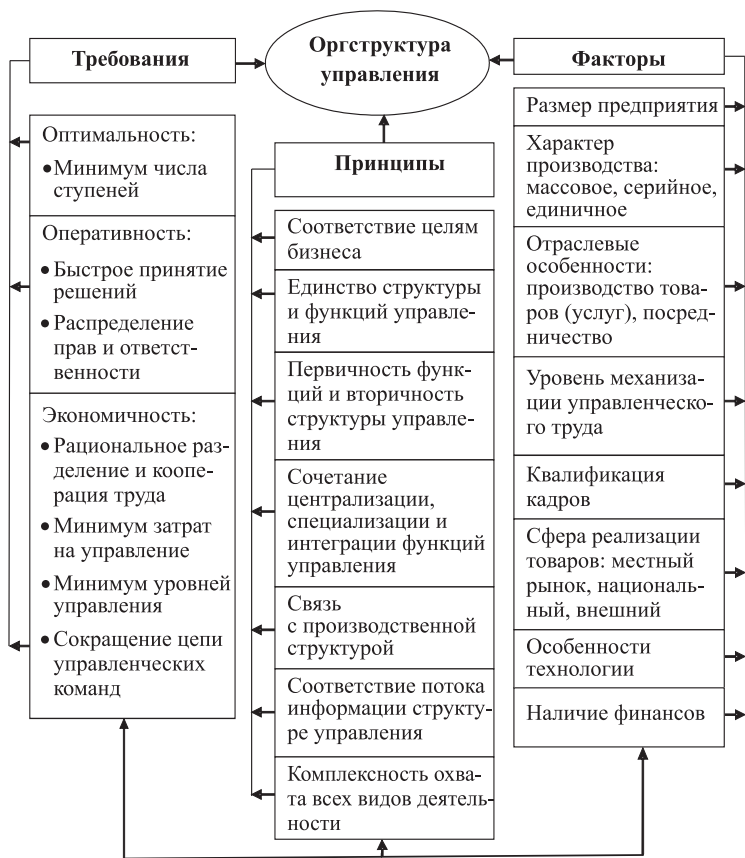 Оргструктура
управления
Требования
Оптимальность:
• Минимум числа
ступеней
Оперативность:
• Быстрое принятие
решений
• Распределение
прав и ответст-
венности
Экономичность:
• Рациональное раз-
деление и коопе-
рация труда
• Минимум затрат
на управление
• Минимум уровней
управления
• Сокращение цепи
управленческих
команд
Принципы
Соответствие целям
бизнеса
Единство структуры
и функций управле-
ния
Первичность функ-
ций и вторичность
структуры управле-
ния
Сочетание
централизации,
специализации и
интеграции функций
управления
Связь
с производственной
структурой
Соответствие потока
информации структу-
ре управления
Комплексность охва-
та всех видов деятель-
ности
Факторы
Размер предприятия
Характер
производства:
массовое, серийное,
единичное
Отраслевые
особенности:
производство това-
ров (услуг), посред-
ничество
Уровень механиза-
ции управленческо-
го труда
Квалификация
кадров
Сфера реализации
товаров: местный
рынок, националь-
ный, внешний
Особенности
технологии
Наличие финансов